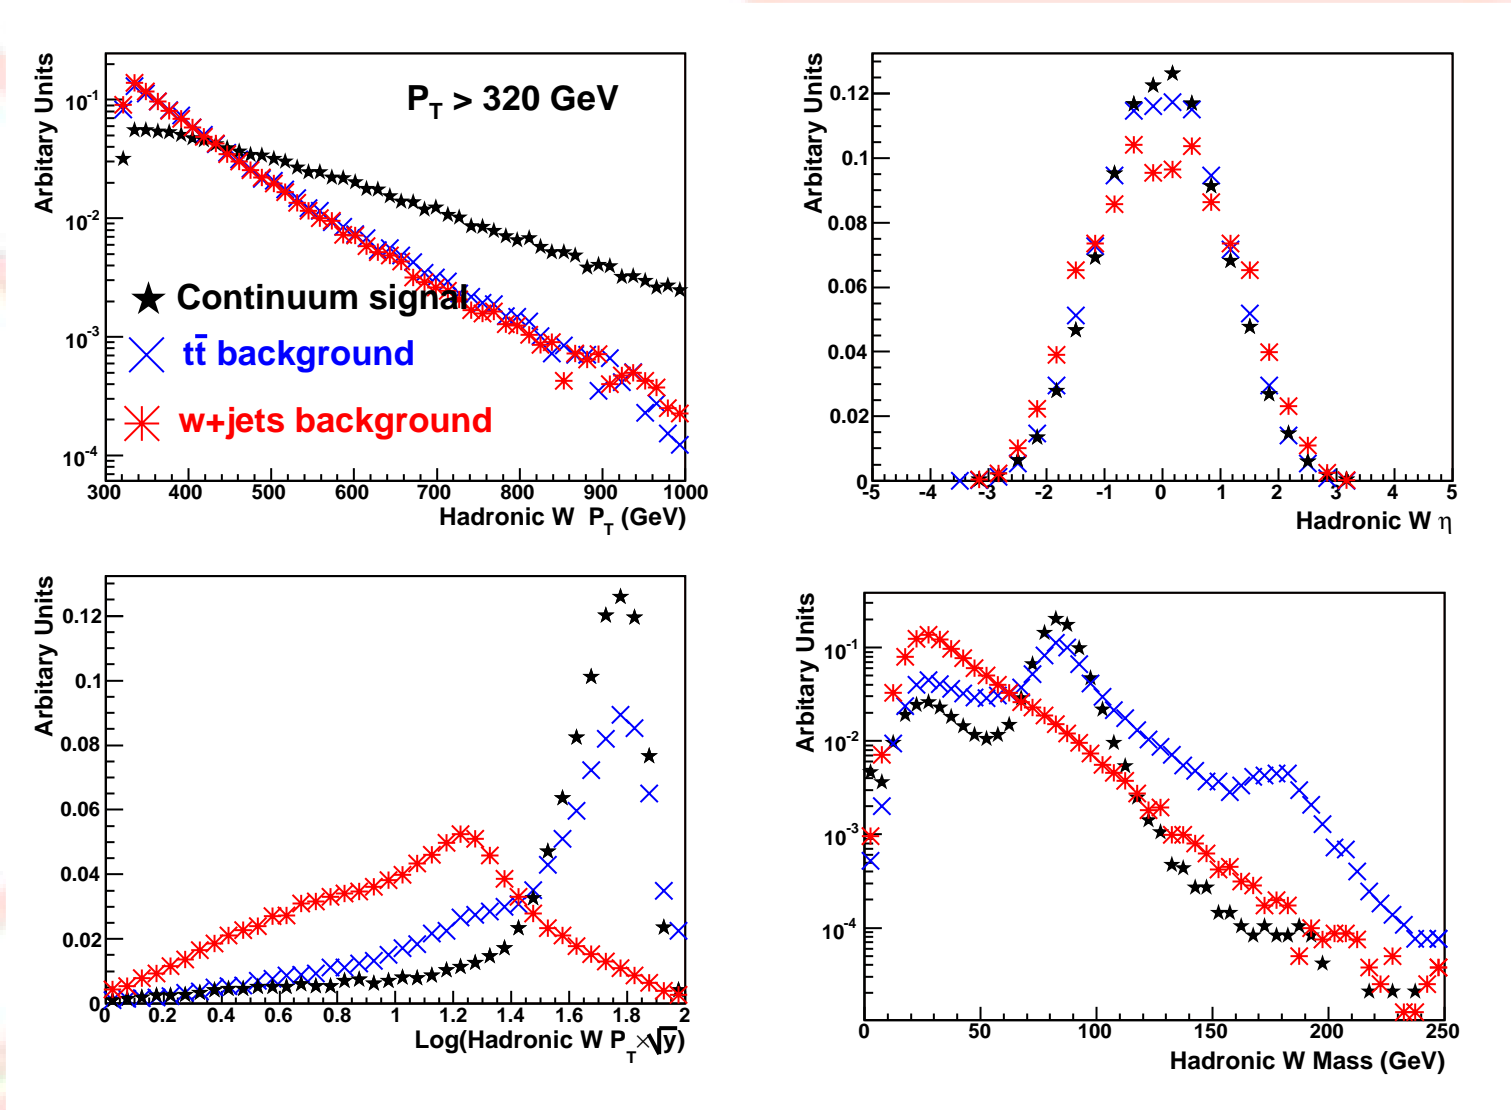 Arbitary Units
P_T > 320 GeV
10^-1
10^-2
10^-3
10^-4
Continuum signal
tt̄ background
w+jets background
300 400 500 600 700 800 900 1000
Hadronic W P_T (GeV)
Arbitary Units
0.12
0.1
0.08
0.06
0.04
0.02
0
-5 -4 -3 -2 -1 0 1 2 3 4 5
Hadronic W η
Arbitary Units
0.12
0.1
0.08
0.06
0.04
0.02
0
0 0.2 0.4 0.6 0.8 1 1.2 1.4 1.6 1.8 2
Log(Hadronic W P_T×√y)
Arbitary Units
10^-1
10^-2
10^-3
10^-4
0 50 100 150 200 250
Hadronic W Mass (GeV)